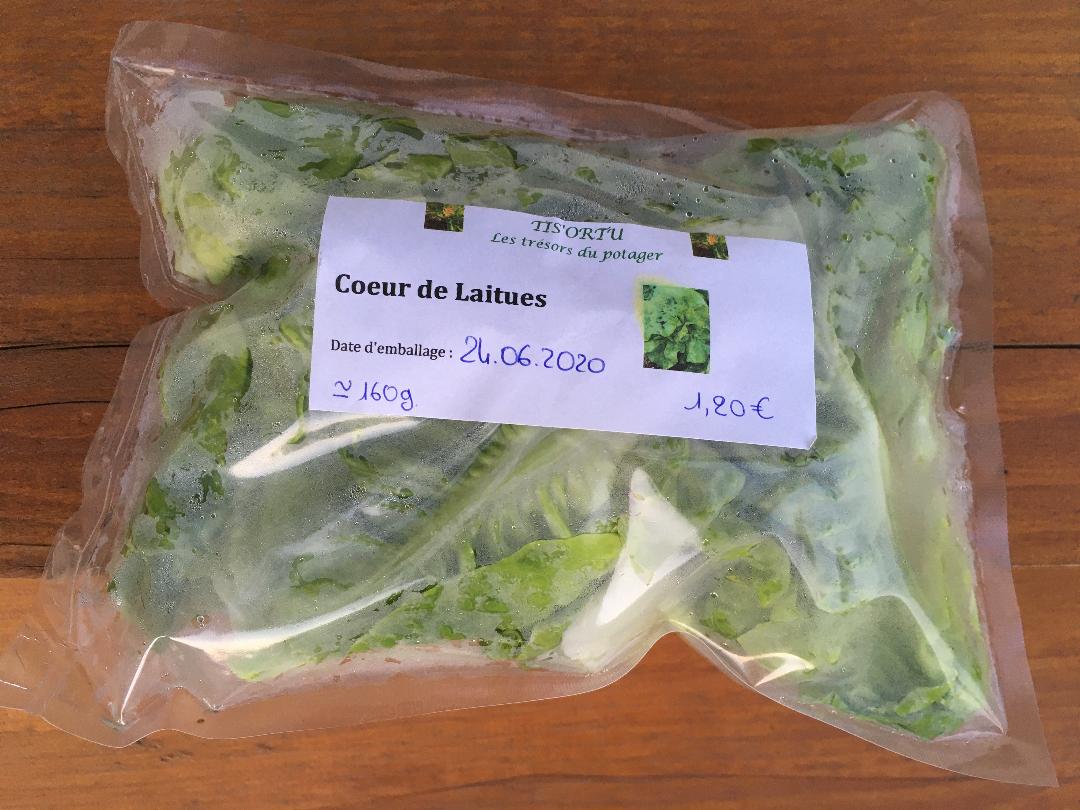 TIS'ORTU
Les trésors du potager
Coeur de Laitues
Date d'emballage : 24.06.2020
≃ 160g 1,20€